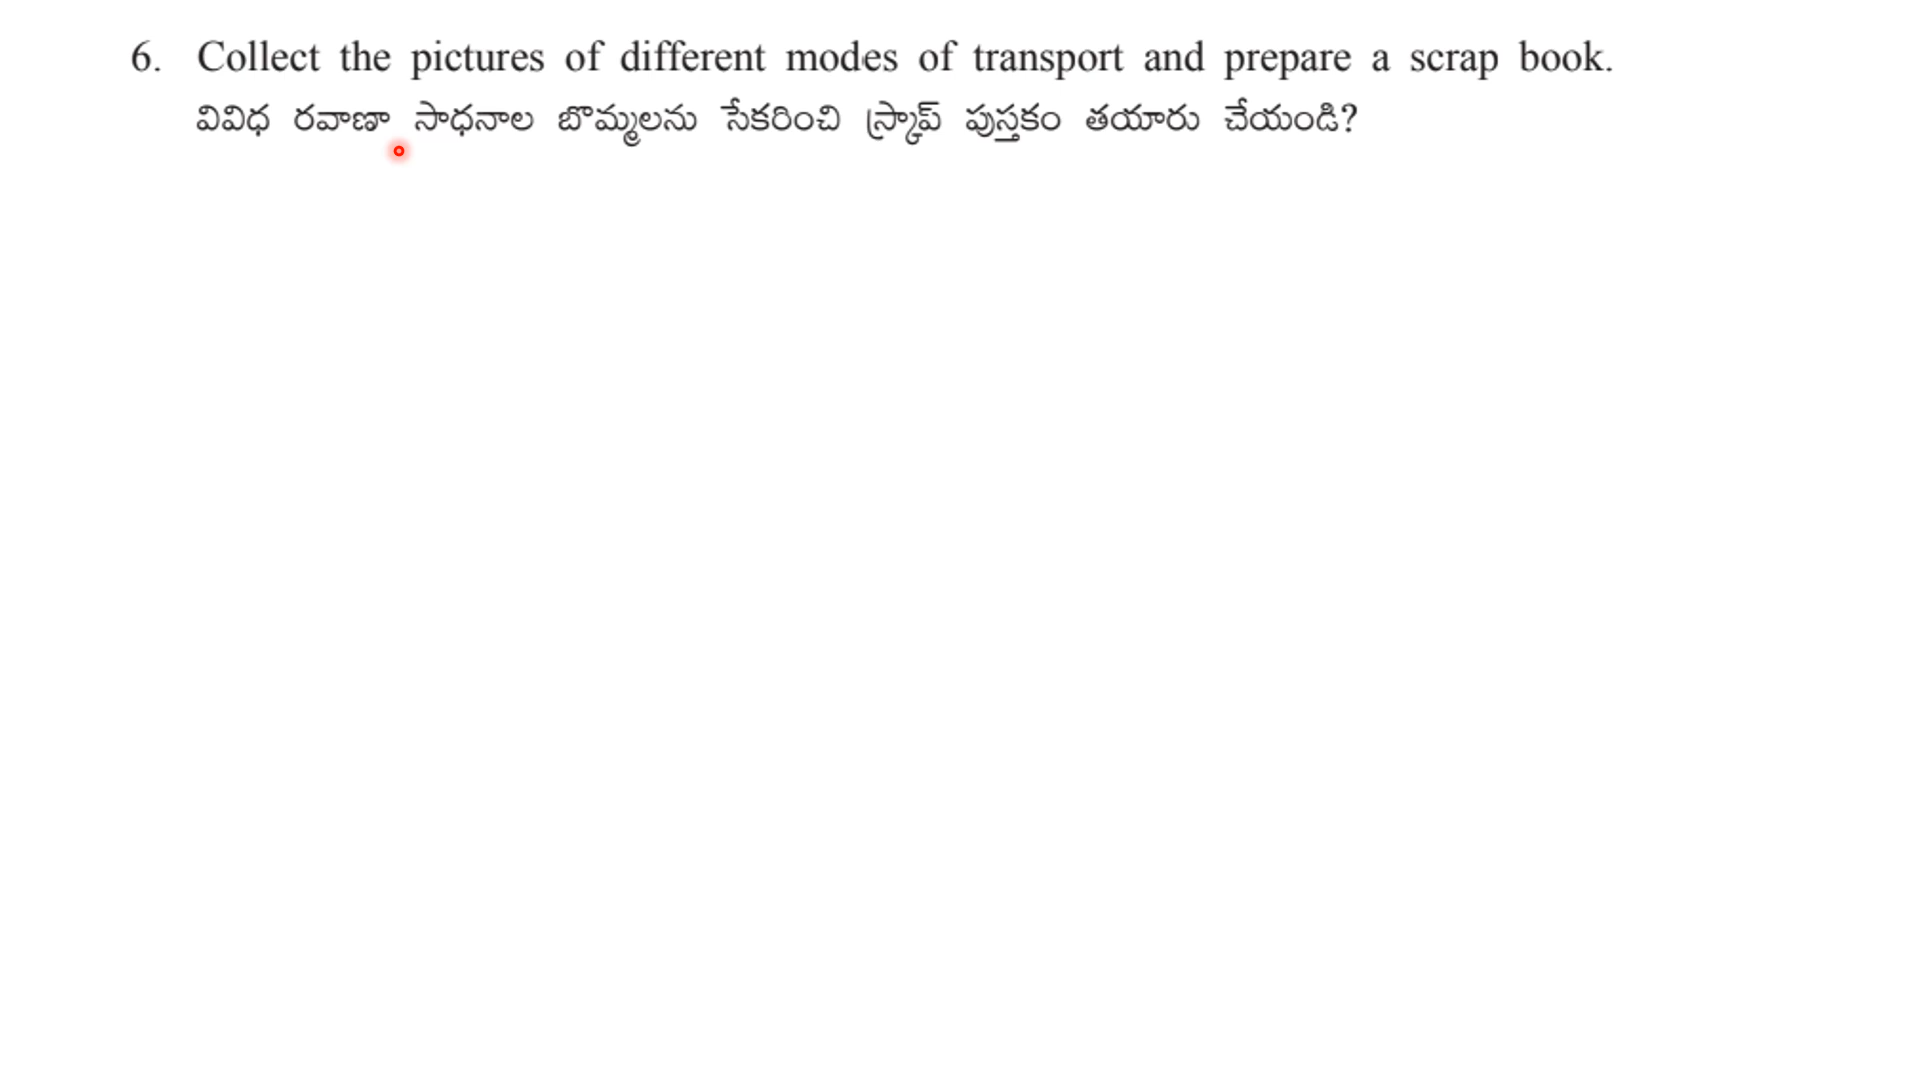 6. Collect the pictures of different modes of transport and prepare a scrap book.
వివిధ రవాణా సాధనాల బొమ్మలను సేకరించి స్క్రాప్ పుస్తకం తయారు చేయండి?